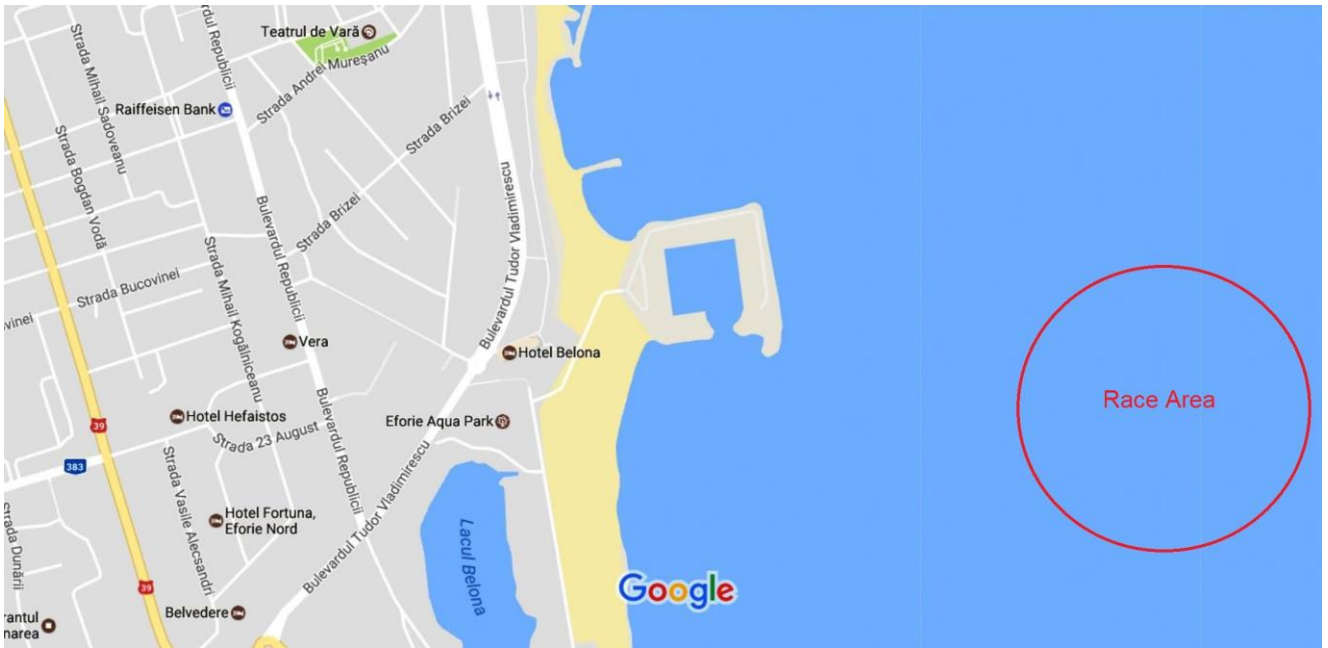 Teatrul de Vară
Strada Mihail Sadoveanu
Bulevardul Republicii
Strada Andrei Mureșanu
Raiffeisen Bank
Strada Brizei
Strada Bogdan Vodă
Bulevardul Tudor Vladimirescu
Strada Brizei
Bulevardul Republicii
Strada Bucovinei
Strada Mihail Kogălniceanu
vinei
Vera
Hotel Belona
Race Area
Bulevardul Republicii
Hotel Hefaistos
Eforie Aqua Park
39
Strada 23 August
383
Strada Vasile Alecsandri
Bulevardul Tudor Vladimirescu
Hotel Fortuna,
Eforie Nord
Lacul Belona
Strada Dunării
39
Google
Belvedere
rantul
narea